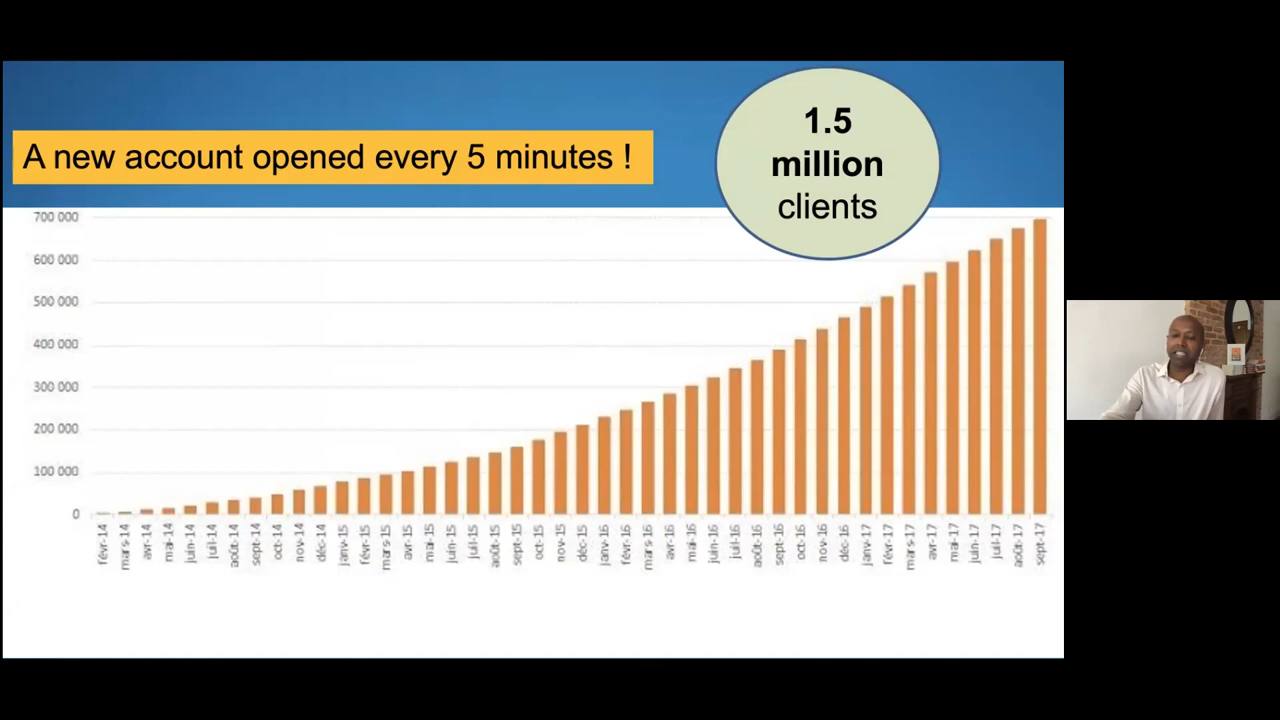 A new account opened every 5 minutes !
1.5
million
clients
700 000
600 000
500 000
400 000
300 000
200 000
100 000
0
févr-14
mars-14
avr-14
mai-14
juin-14
juil-14
août-14
sept-14
oct-14
nov-14
déc-14
janv-15
févr-15
mars-15
avr-15
mai-15
juin-15
juil-15
août-15
sept-15
oct-15
nov-15
déc-15
janv-16
févr-16
mars-16
avr-16
mai-16
juin-16
juil-16
août-16
sept-16
oct-16
nov-16
déc-16
janv-17
févr-17
mars-17
avr-17
mai-17
juin-17
juil-17
août-17
sept-17